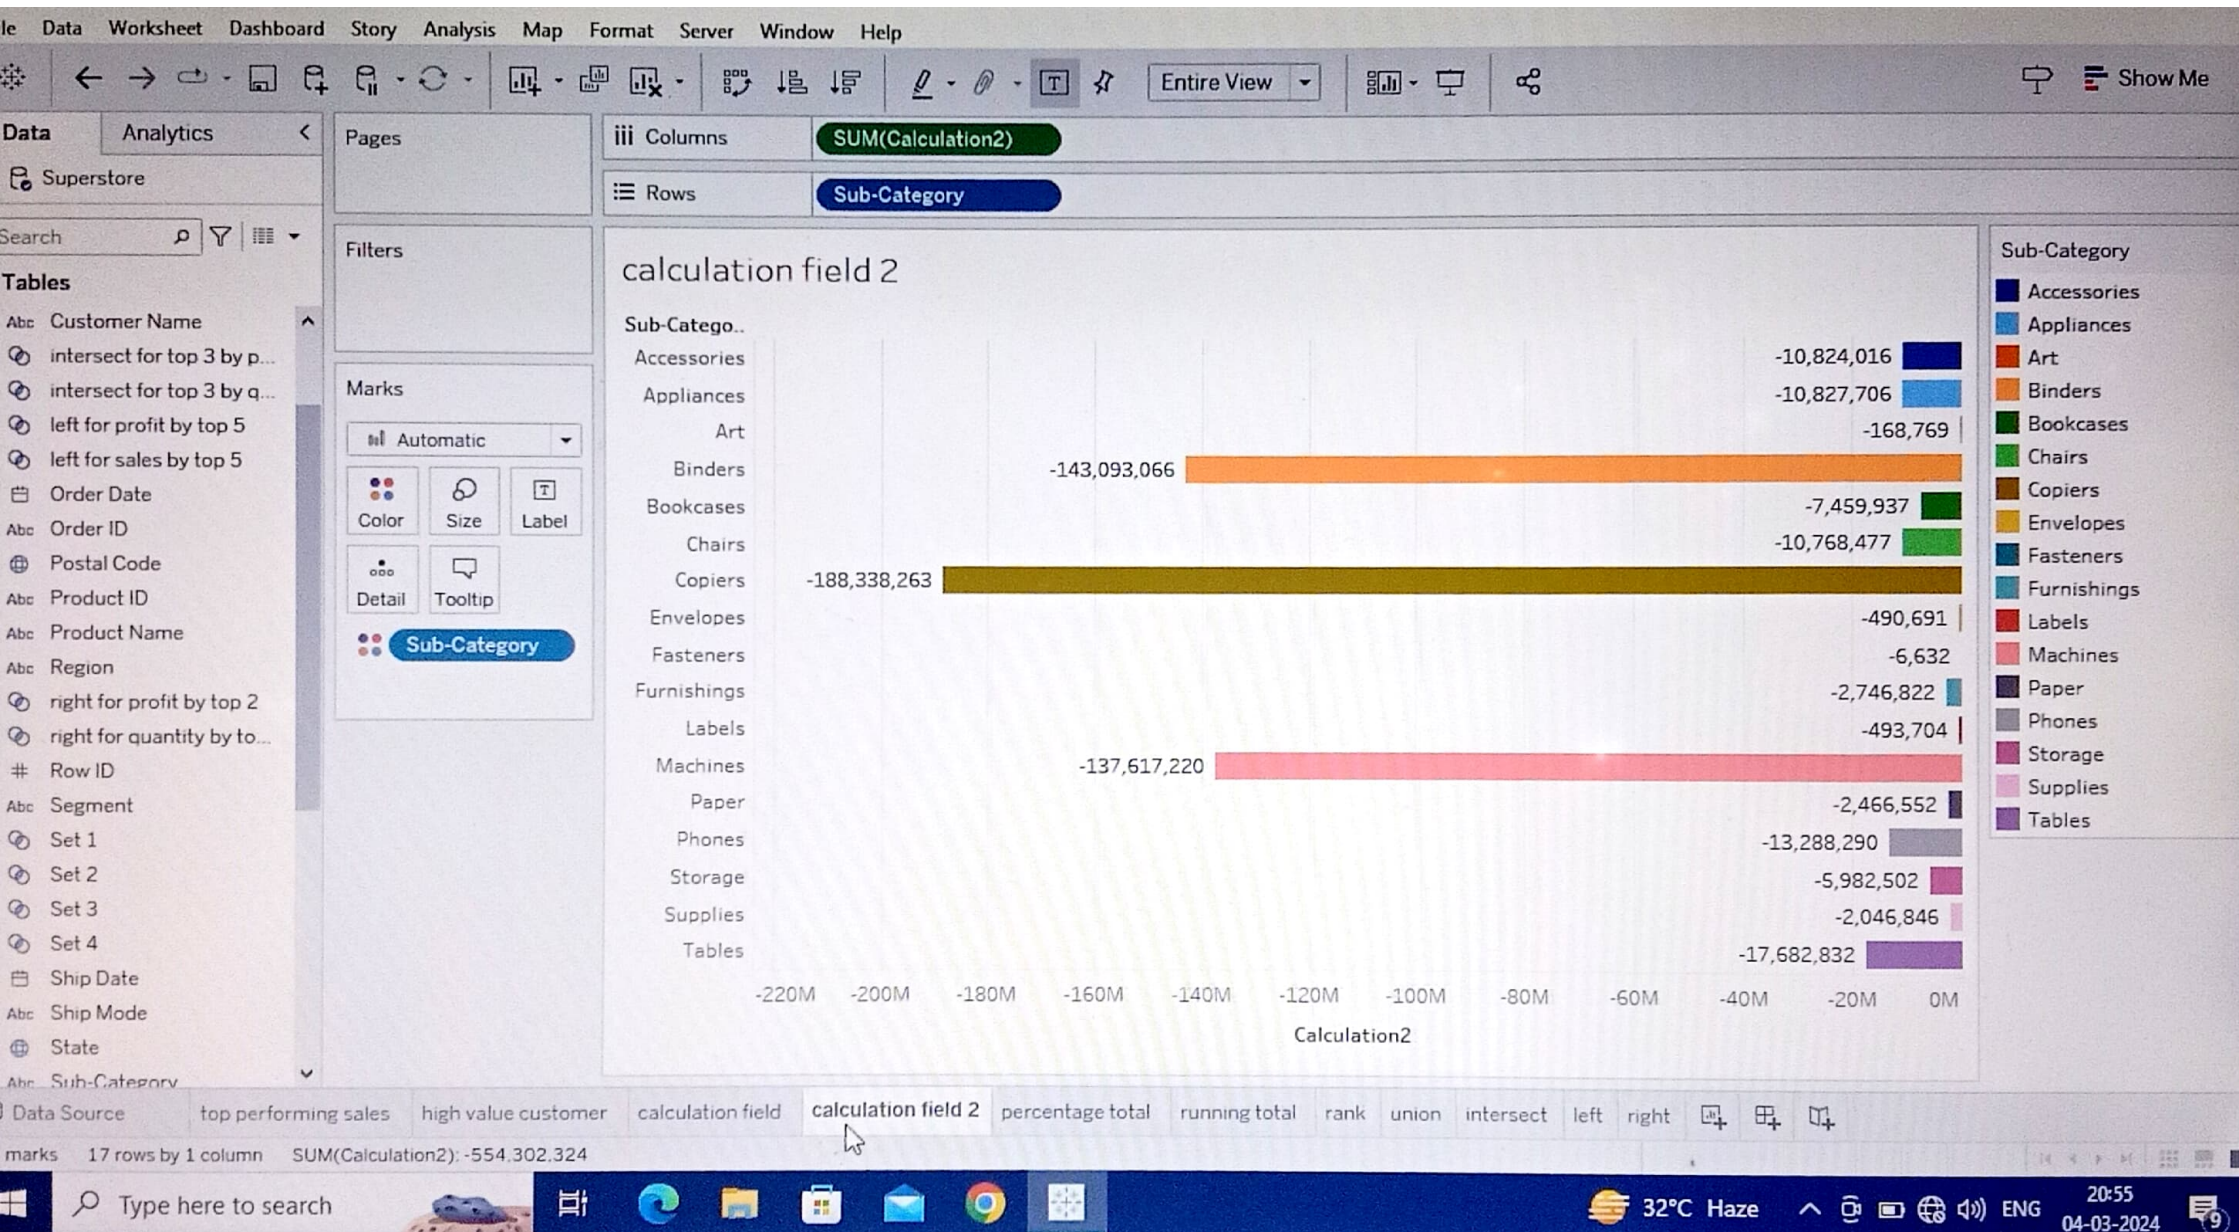 le Data Worksheet Dashboard Story Analysis Map Format Server Window Help
Entire View
Show Me
Data Analytics
Superstore
Search
Tables
Abc Customer Name
intersect for top 3 by p...
intersect for top 3 by q...
left for profit by top 5
left for sales by top 5
Order Date
Abc Order ID
Postal Code
Abc Product ID
Abc Product Name
Abc Region
right for profit by top 2
right for quantity by to...
# Row ID
Abc Segment
Set 1
Set 2
Set 3
Set 4
Ship Date
Abc Ship Mode
State
Abc Sub-Category
Pages
Filters
Marks
Automatic
Color Size Label
Detail Tooltip
Sub-Category
Columns SUM(Calculation2)
Rows Sub-Category
calculation field 2
Sub-Catego..
Accessories -10,824,016
Appliances -10,827,706
Art -168,769
Binders -143,093,066
Bookcases -7,459,937
Chairs -10,768,477
Copiers -188,338,263
Envelopes -490,691
Fasteners -6,632
Furnishings -2,746,822
Labels -493,704
Machines -137,617,220
Paper -2,466,552
Phones -13,288,290
Storage -5,982,502
Supplies -2,046,846
Tables -17,682,832
-220M -200M -180M -160M -140M -120M -100M -80M -60M -40M -20M 0M
Calculation2
Sub-Category
Accessories
Appliances
Art
Binders
Bookcases
Chairs
Copiers
Envelopes
Fasteners
Furnishings
Labels
Machines
Paper
Phones
Storage
Supplies
Tables
Data Source top performing sales high value customer calculation field calculation field 2 percentage total running total rank union intersect left right
marks 17 rows by 1 column SUM(Calculation2): -554,302,324
Type here to search
32°C Haze
ENG
20:55
04-03-2024
9